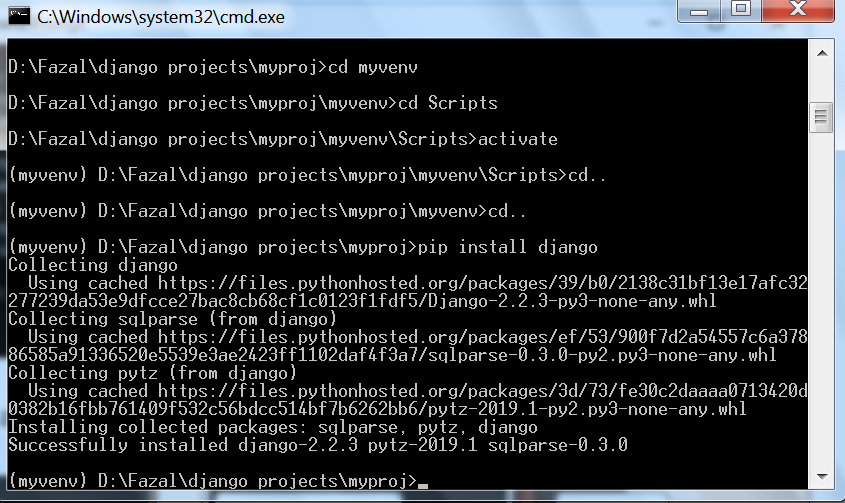 C:\Windows\system32\cmd.exe
D:\Fazal\django projects\myproj>cd myvenv
D:\Fazal\django projects\myproj\myvenv>cd Scripts
D:\Fazal\django projects\myproj\myvenv\Scripts>activate
(myvenv) D:\Fazal\django projects\myproj\myvenv\Scripts>cd..
(myvenv) D:\Fazal\django projects\myproj\myvenv>cd..
(myvenv) D:\Fazal\django projects\myproj>pip install django
Collecting django
  Using cached https://files.pythonhosted.org/packages/39/b0/2138c31bf13e17afc32
277239da53e9dfcce27bac8cb68cf1c0123f1fdf5/Django-2.2.3-py3-none-any.whl
Collecting sqlparse (from django)
  Using cached https://files.pythonhosted.org/packages/ef/53/900f7d2a54557c6a378
86585a91336520e5539e3ae2423ff1102daf4f3a7/sqlparse-0.3.0-py2.py3-none-any.whl
Collecting pytz (from django)
  Using cached https://files.pythonhosted.org/packages/3d/73/fe30c2daaaa0713420d
0382b16fbb761409f532c56bdcc514bf7b6262bb6/pytz-2019.1-py2.py3-none-any.whl
Installing collected packages: sqlparse, pytz, django
Successfully installed django-2.2.3 pytz-2019.1 sqlparse-0.3.0
(myvenv) D:\Fazal\django projects\myproj>_